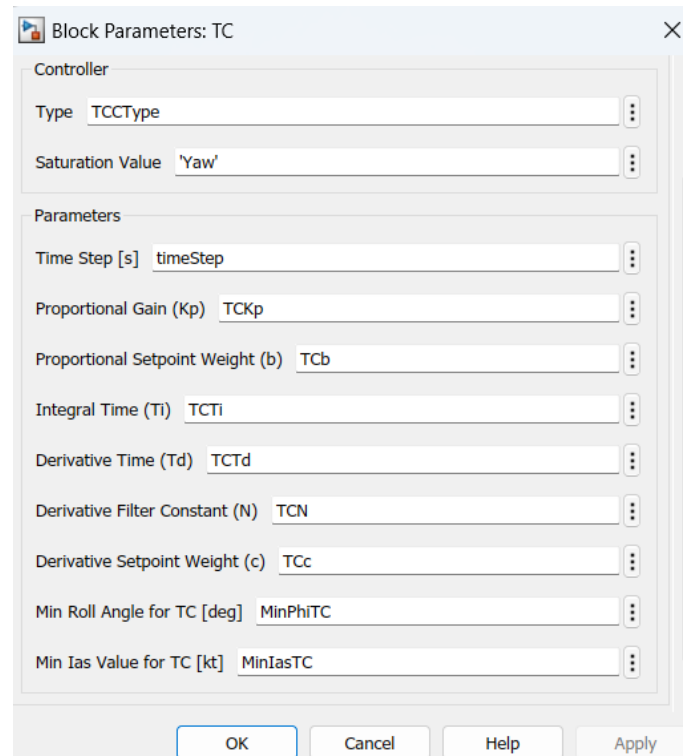 Block Parameters: TC
Controller
Type TCCType
Saturation Value 'Yaw'
Parameters
Time Step [s] timeStep
Proportional Gain (Kp) TCKp
Proportional Setpoint Weight (b) TCb
Integral Time (Ti) TCTi
Derivative Time (Td) TCTd
Derivative Filter Constant (N) TCN
Derivative Setpoint Weight (c) TCc
Min Roll Angle for TC [deg] MinPhiTC
Min Ias Value for TC [kt] MinIasTC
OK Cancel Help Apply